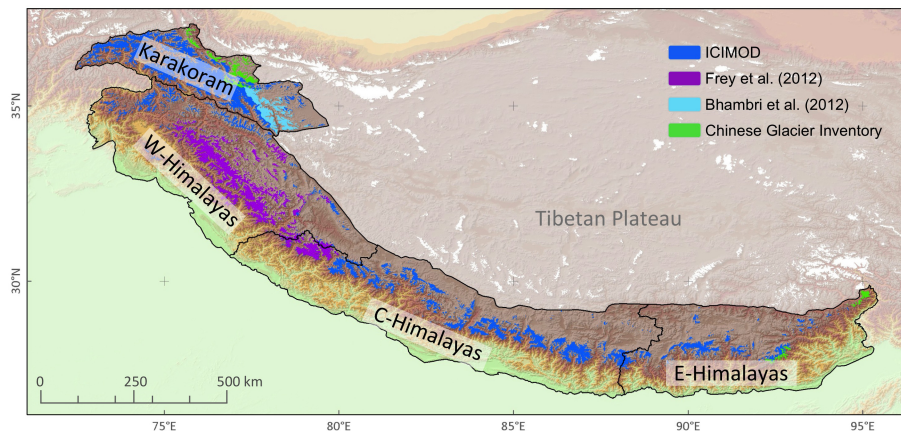 Karakoram
ICIMOD
Frey et al. (2012)
Bhambri et al. (2012)
Chinese Glacier Inventory
35°N
W-Himalayas
Tibetan Plateau
30°N
C-Himalayas
E-Himalayas
0 250 500 km
75°E 80°E 85°E 90°E 95°E